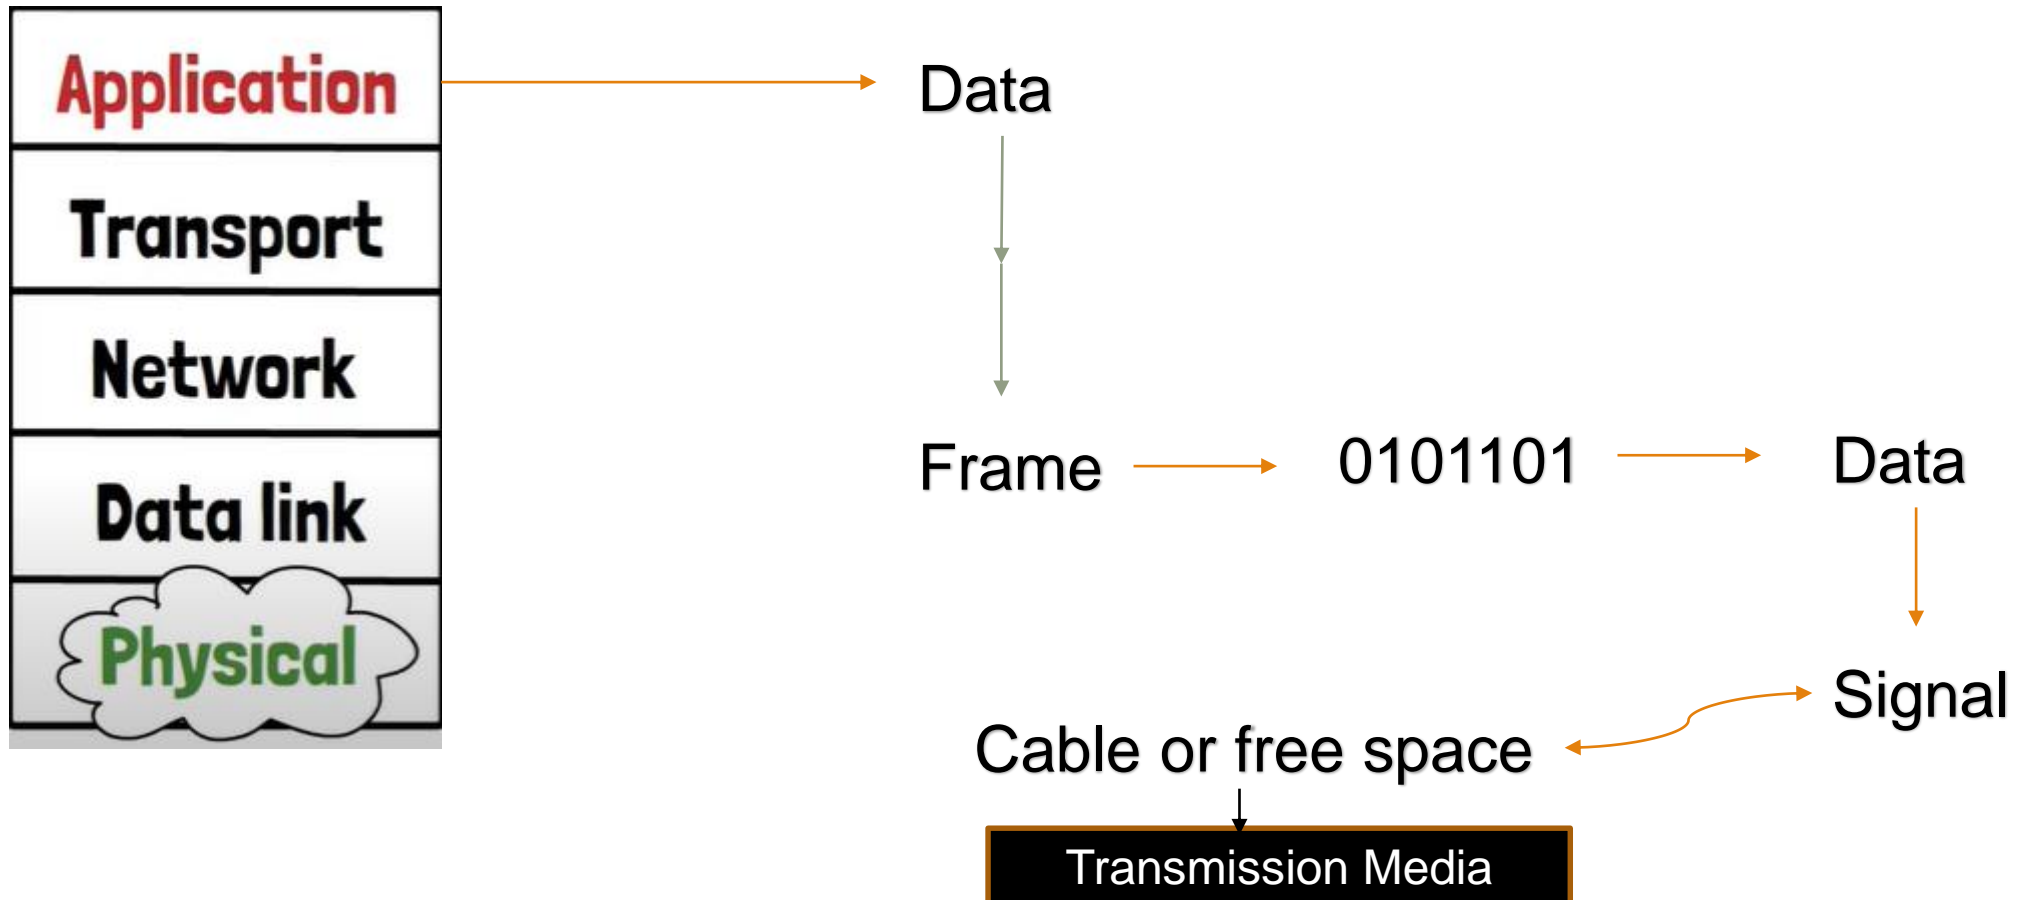 Application
Transport
Network
Data link
Physical
Data
Frame
0101101
Data
Signal
Cable or free space
Transmission Media